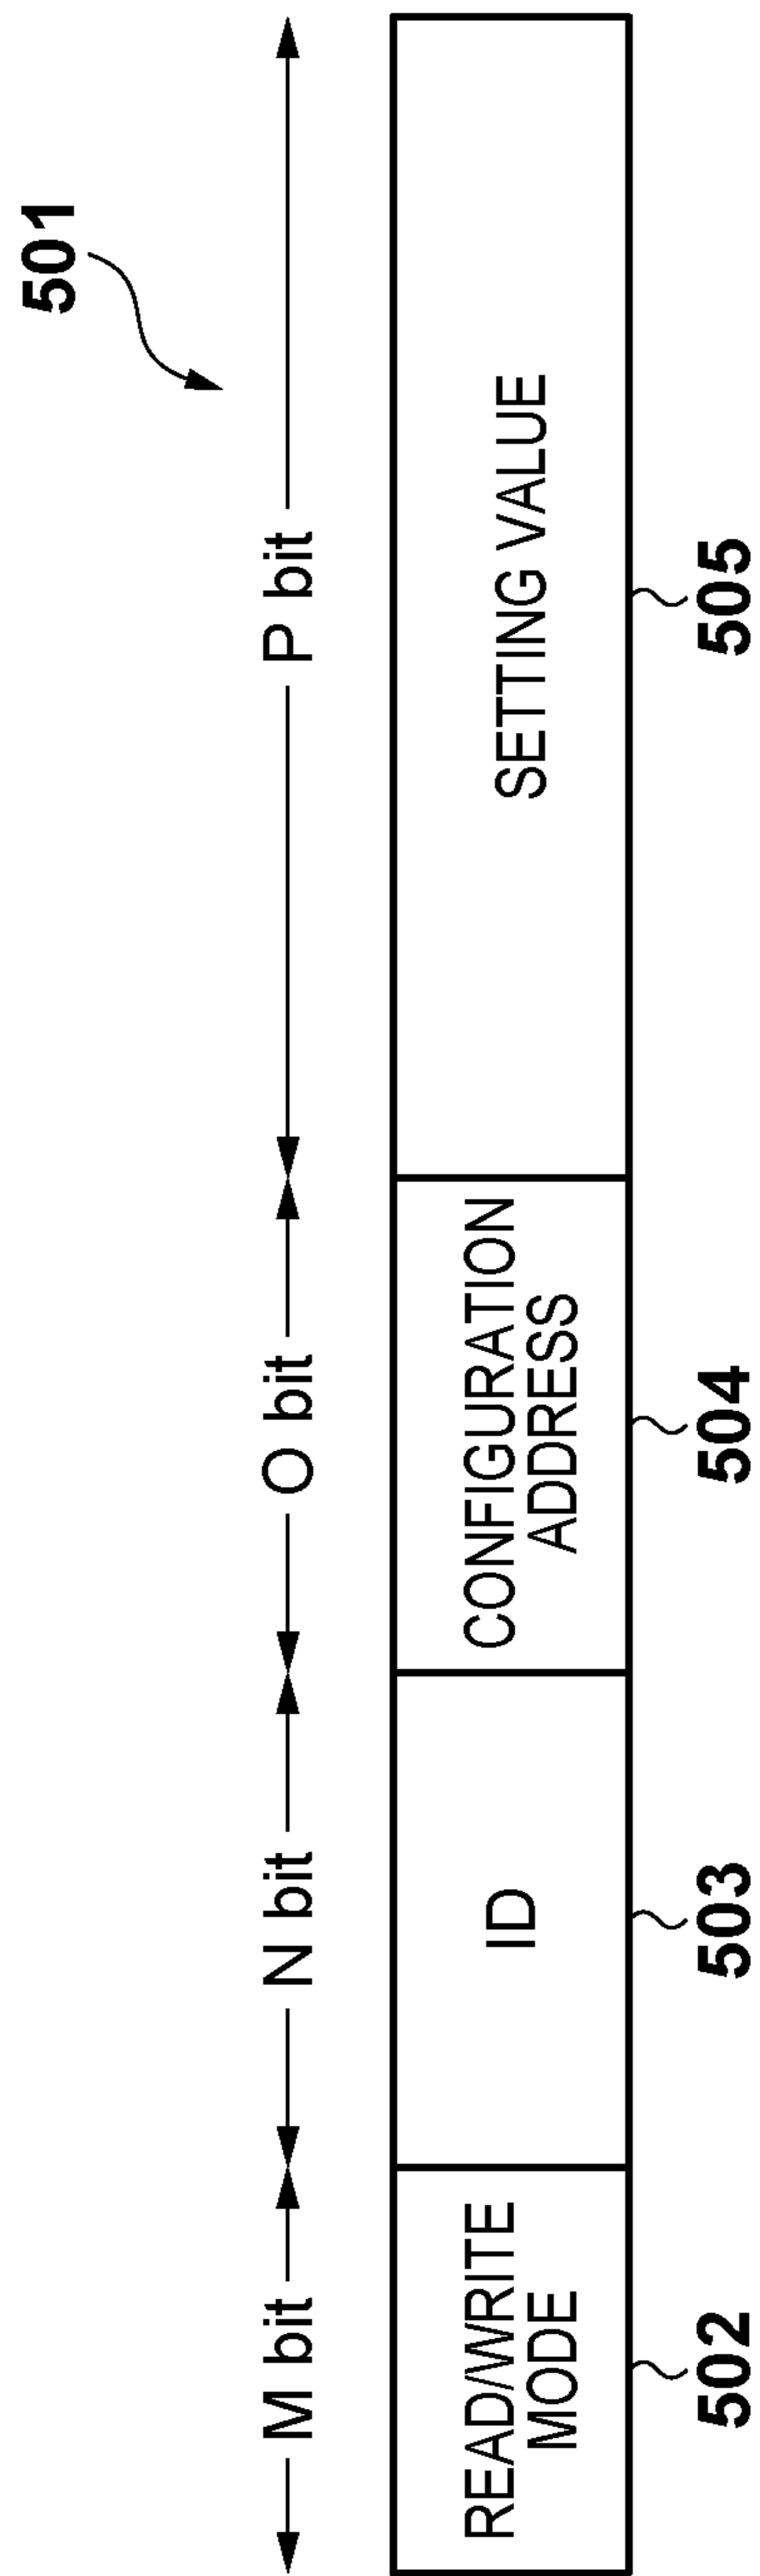 501
M bit
N bit
O bit
P bit
READ/WRITE
MODE
ID
CONFIGURATION
ADDRESS
SETTING VALUE
502
503
504
505